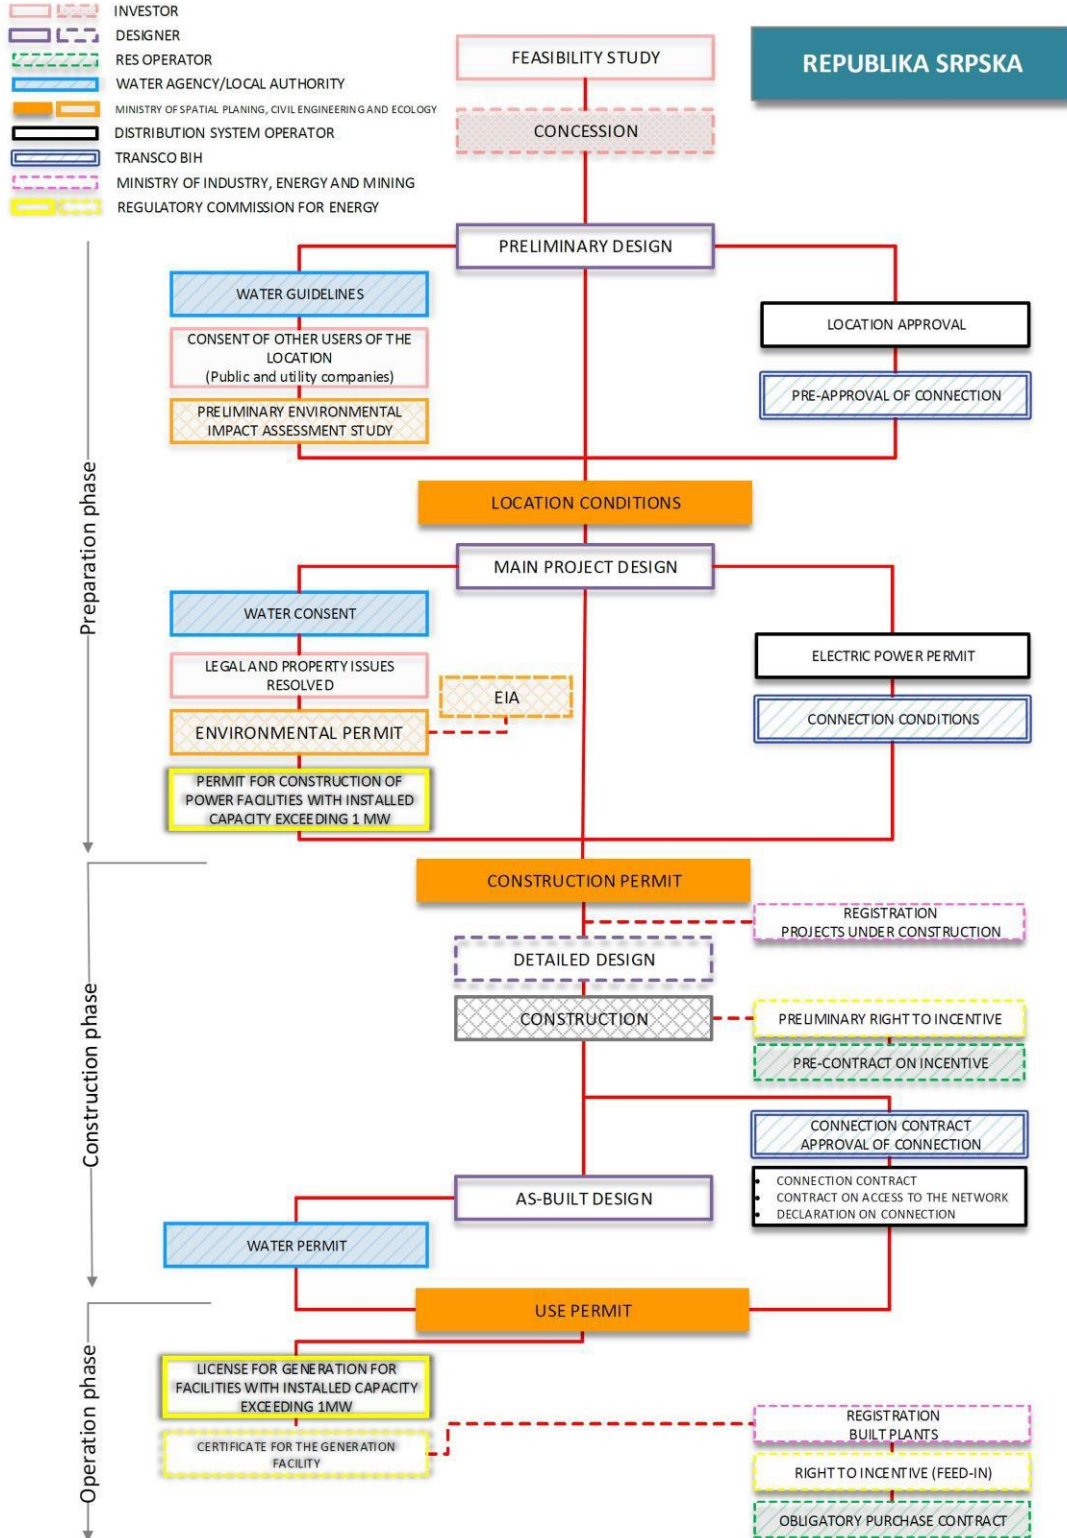 INVESTOR
DESIGNER
RES OPERATOR
WATER AGENCY/LOCAL AUTHORITY
MINISTRY OF SPATIAL PLANING, CIVIL ENGINEERING AND ECOLOGY
DISTRIBUTION SYSTEM OPERATOR
TRANSCO BIH
MINISTRY OF INDUSTRY, ENERGY AND MINING
REGULATORY COMMISSION FOR ENERGY
REPUBLIKA SRPSKA
FEASIBILITY STUDY
CONCESSION
Preparation phase
PRELIMINARY DESIGN
WATER GUIDELINES
CONSENT OF OTHER USERS OF THE
LOCATION
(Public and utility companies)
PRELIMINARY ENVIRONMENTAL
IMPACT ASSESSMENT STUDY
LOCATION APPROVAL
PRE-APPROVAL OF CONNECTION
LOCATION CONDITIONS
MAIN PROJECT DESIGN
WATER CONSENT
LEGAL AND PROPERTY ISSUES
RESOLVED
EIA
ENVIRONMENTAL PERMIT
PERMIT FOR CONSTRUCTION OF
POWER FACILITIES WITH INSTALLED
CAPACITY EXCEEDING 1 MW
ELECTRIC POWER PERMIT
CONNECTION CONDITIONS
Construction phase
CONSTRUCTION PERMIT
REGISTRATION
PROJECTS UNDER CONSTRUCTION
DETAILED DESIGN
CONSTRUCTION
PRELIMINARY RIGHT TO INCENTIVE
PRE-CONTRACT ON INCENTIVE
CONNECTION CONTRACT
APPROVAL OF CONNECTION
• CONNECTION CONTRACT
• CONTRACT ON ACCESS TO THE NETWORK
• DECLARATION ON CONNECTION
AS-BUILT DESIGN
WATER PERMIT
USE PERMIT
Operation phase
LICENSE FOR GENERATION FOR
FACILITIES WITH INSTALLED CAPACITY
EXCEEDING 1MW
CERTIFICATE FOR THE GENERATION
FACILITY
REGISTRATION
BUILT PLANTS
RIGHT TO INCENTIVE (FEED-IN)
OBLIGATORY PURCHASE CONTRACT